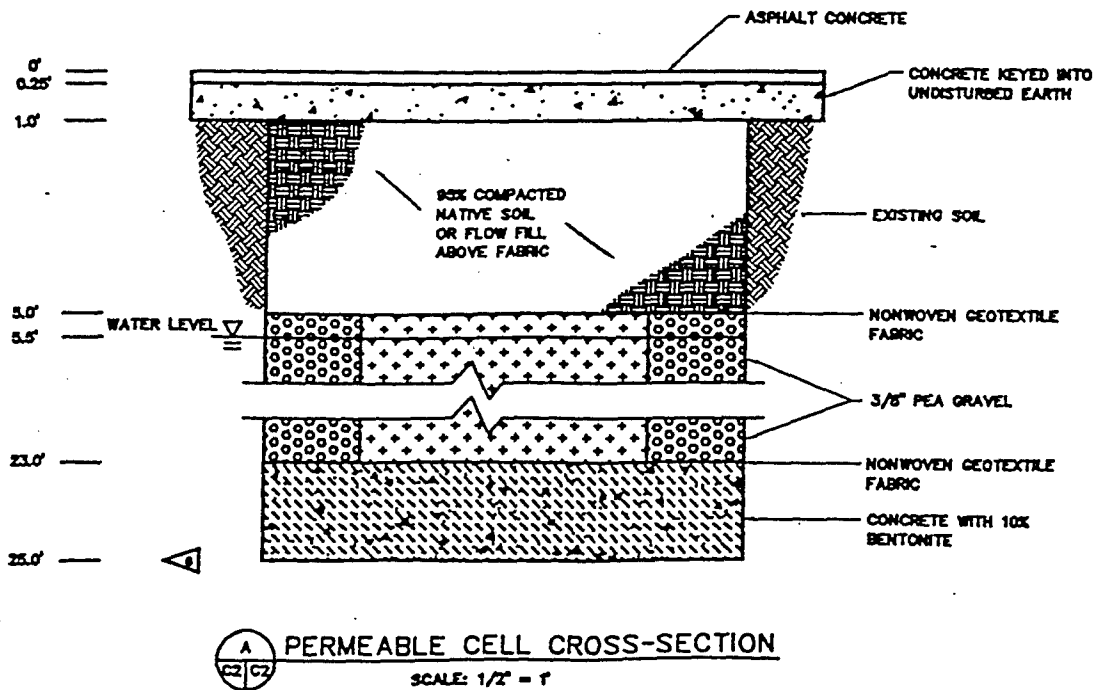 ASPHALT CONCRETE
0'
0.25'
CONCRETE KEYED INTO
UNDISTURBED EARTH
1.0'
95% COMPACTED
NATIVE SOIL
OR FLOW FILL
ABOVE FABRIC
EXISTING SOIL
5.0'
WATER LEVEL
5.5'
NONWOVEN GEOTEXTILE
FABRIC
3/8" PEA GRAVEL
23.0'
NONWOVEN GEOTEXTILE
FABRIC
CONCRETE WITH 10%
BENTONITE
25.0'
A
C2 C2
PERMEABLE CELL CROSS-SECTION
SCALE: 1/2" = 1'